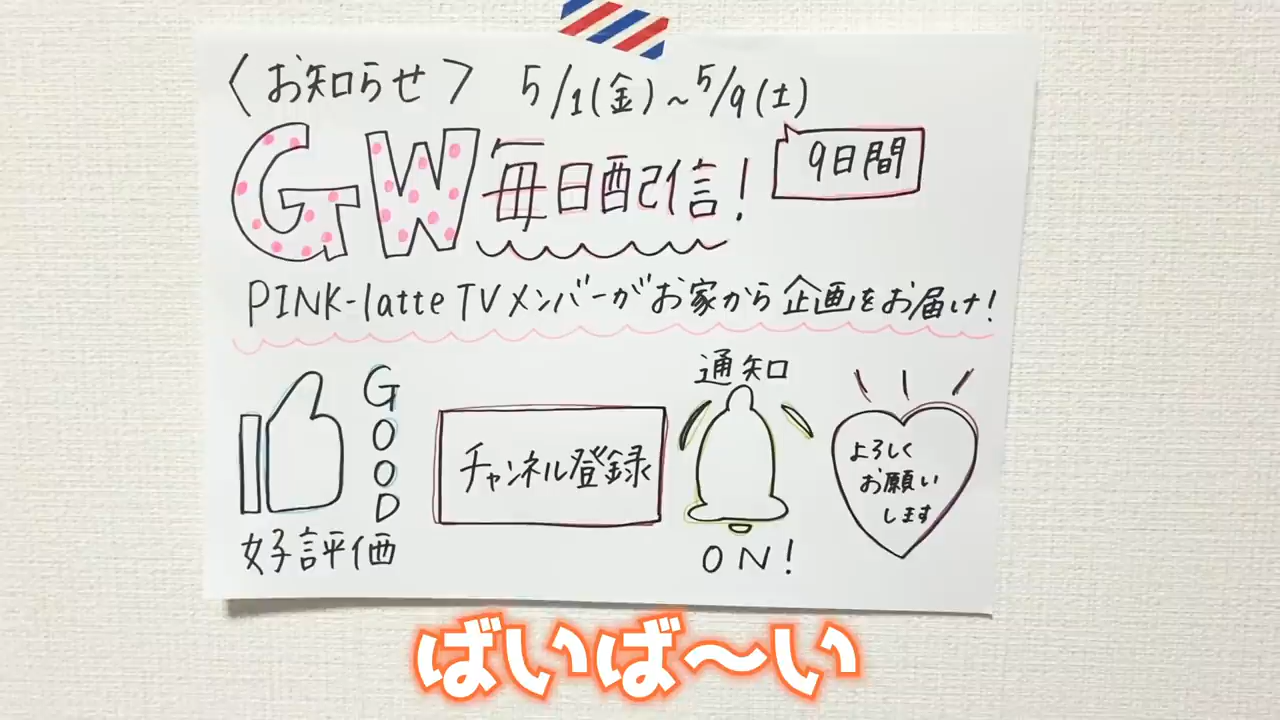 〈お知らせ〉 5/1(金)~5/9(土)
GW毎日配信! 9日間
PINK-latte TVメンバーがお家から企画をお届け!
GOOD
好評価
チャンネル登録
通知
ON!
よろしく
お願い
します
ばいば～い